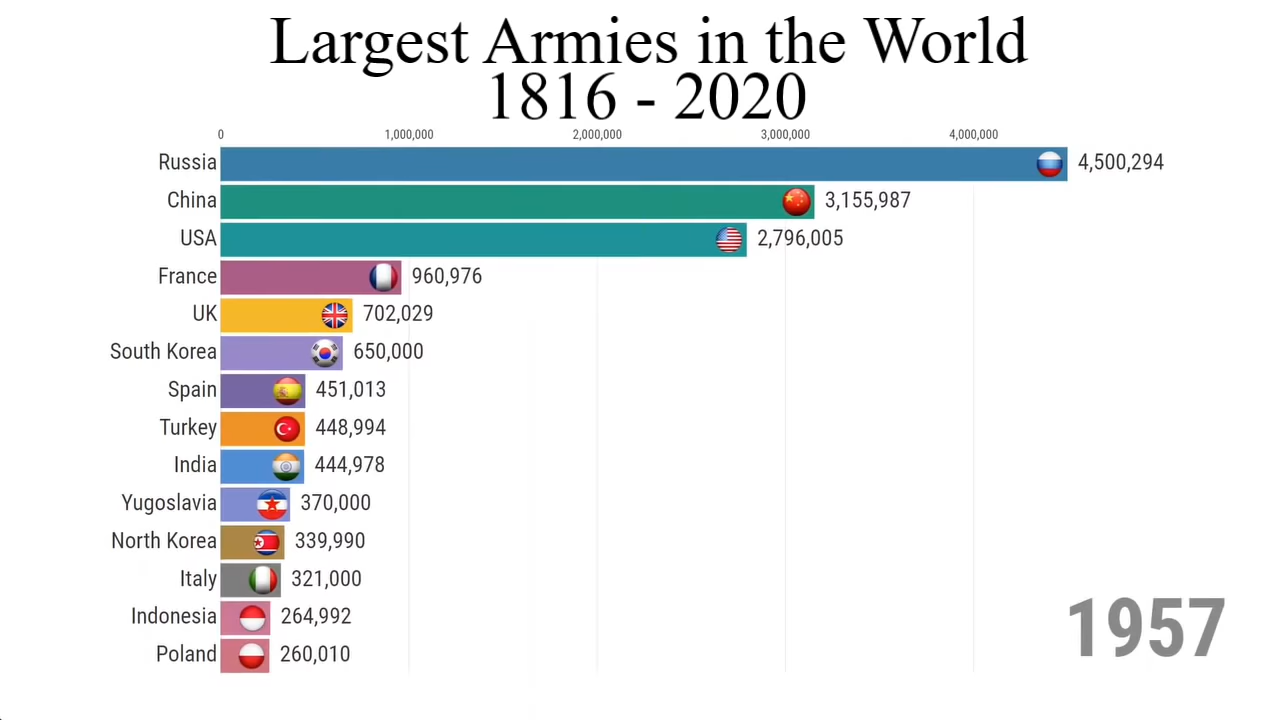 Largest Armies in the World
1816 - 2020
0 1,000,000 2,000,000 3,000,000 4,000,000
Russia 4,500,294
China 3,155,987
USA 2,796,005
France 960,976
UK 702,029
South Korea 650,000
Spain 451,013
Turkey 448,994
India 444,978
Yugoslavia 370,000
North Korea 339,990
Italy 321,000
Indonesia 264,992
Poland 260,010
1957